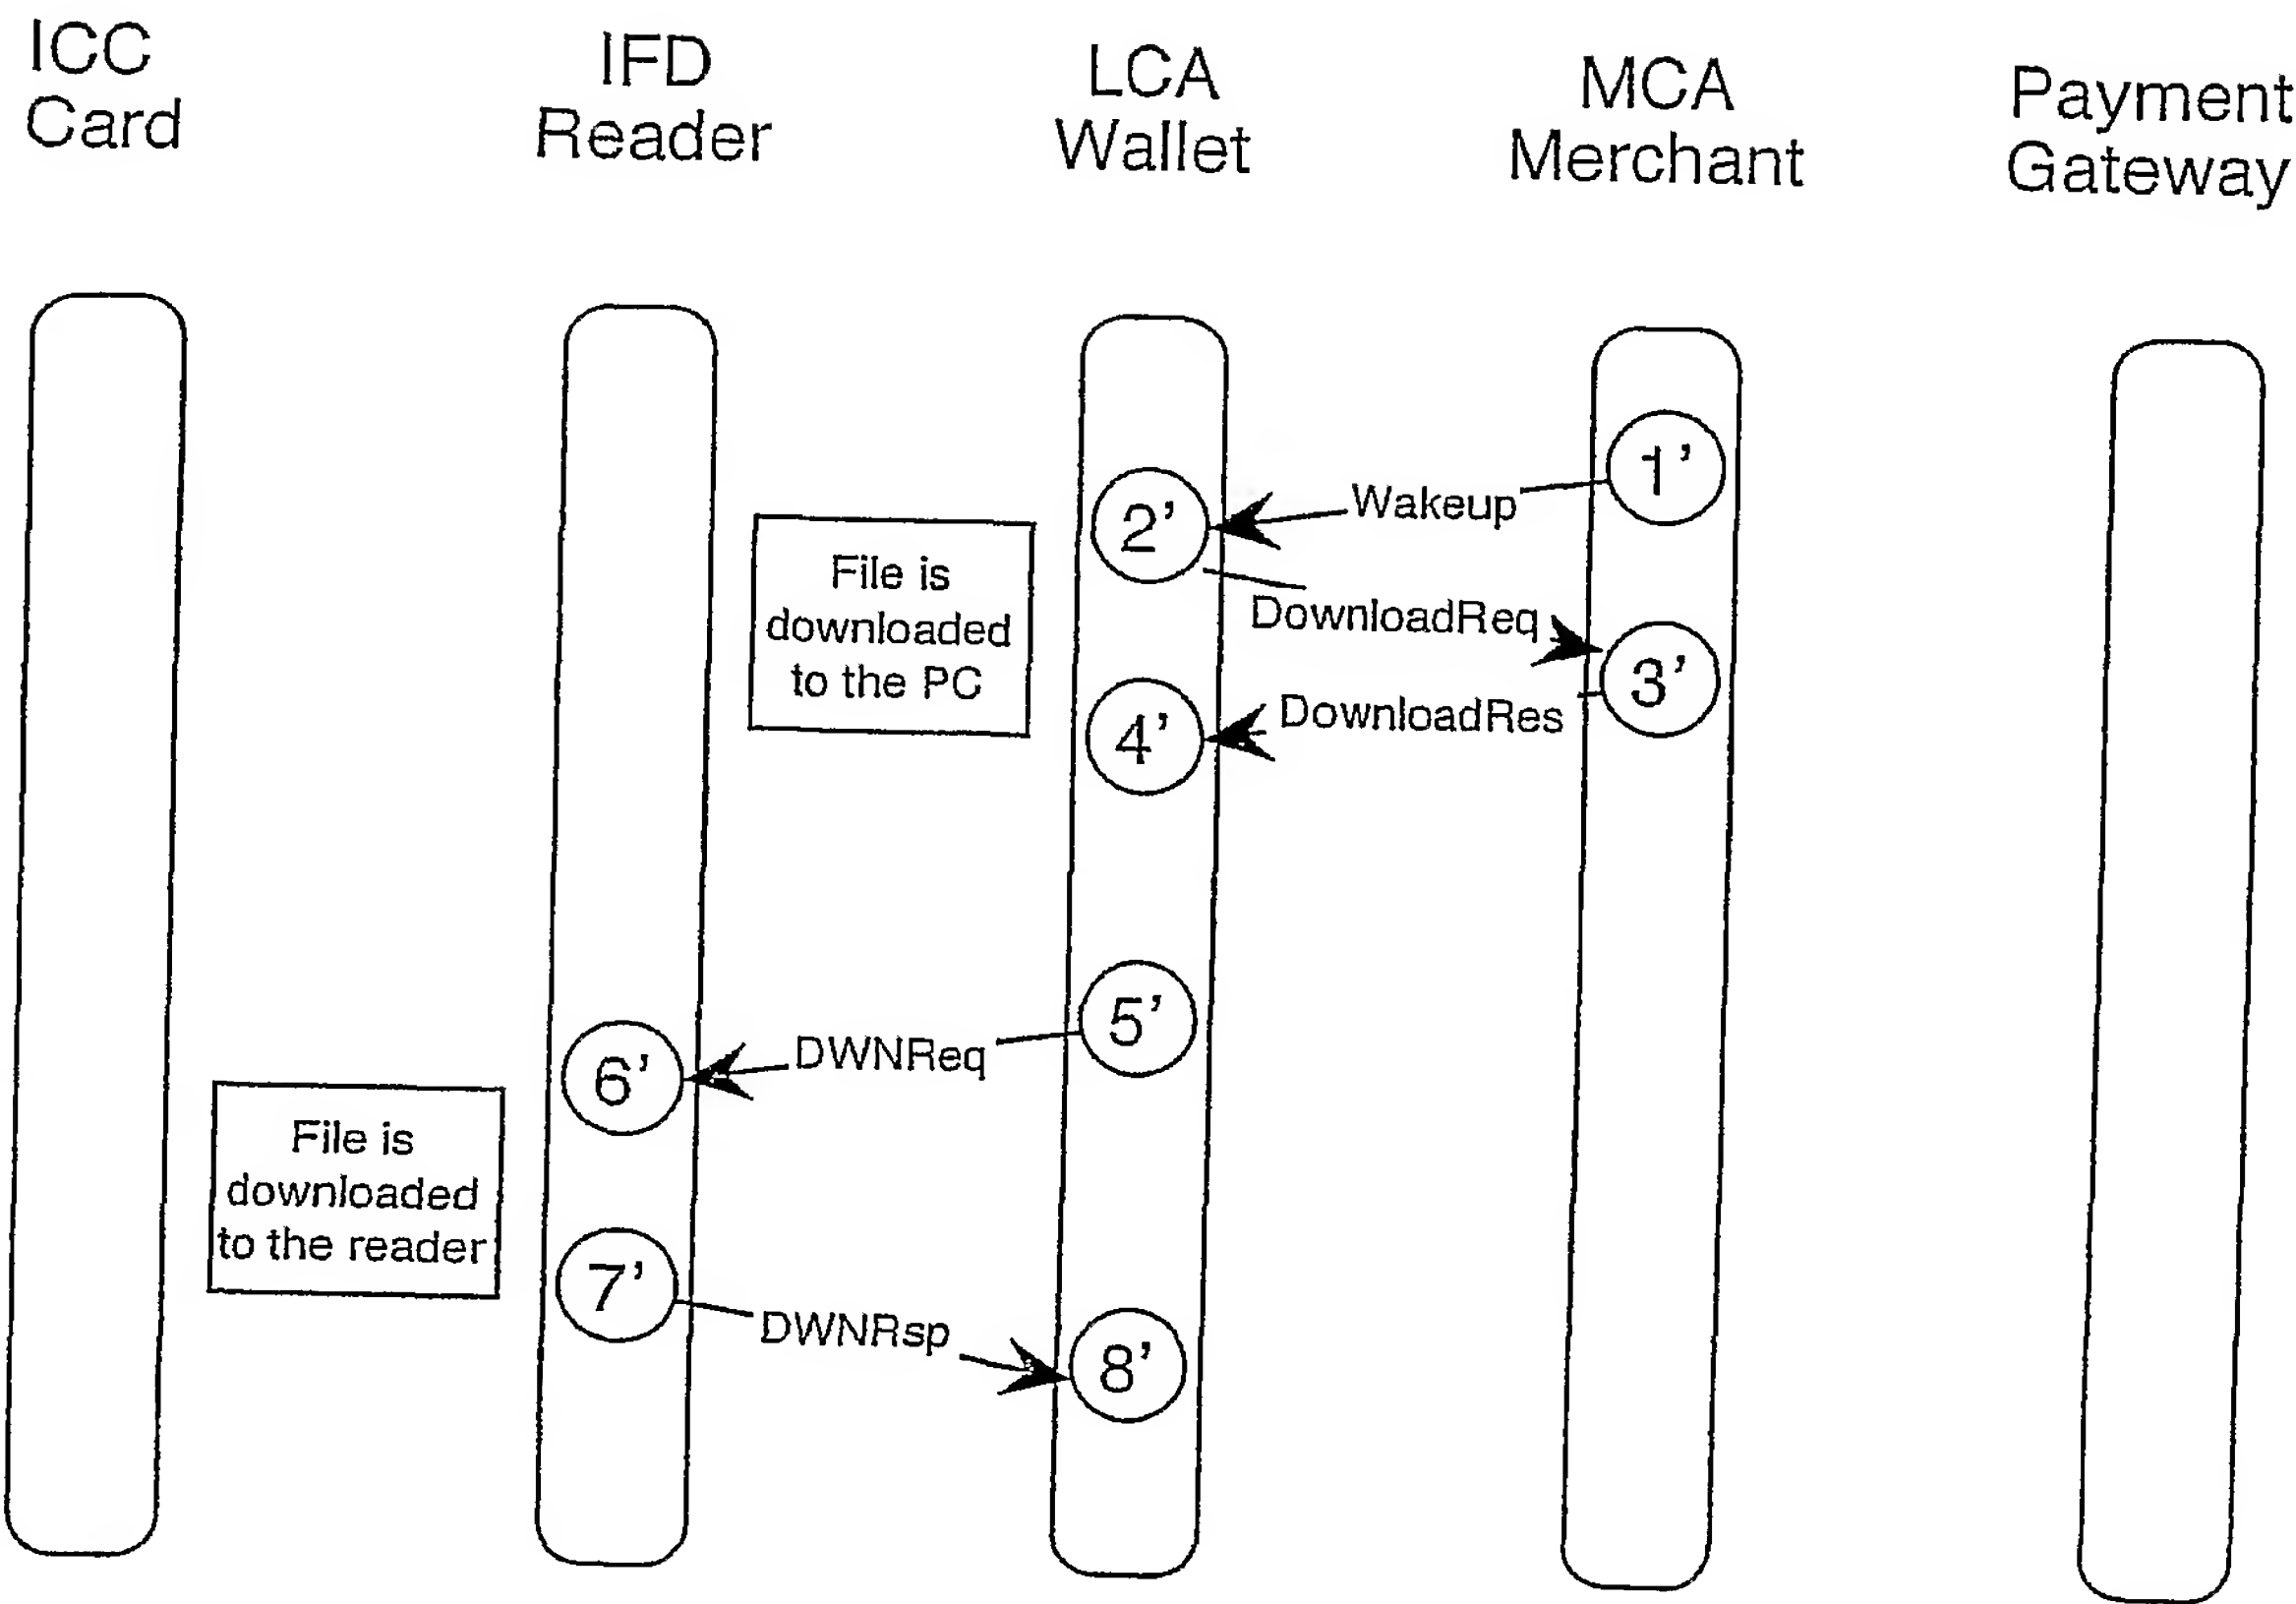 ICC
Card
IFD
Reader
LCA
Wallet
MCA
Merchant
Payment
Gateway
1’
Wakeup
2’
File is
downloaded
to the PC
DownloadReq
3’
DownloadRes
4’
5’
DWNReq
6’
File is
downloaded
to the reader
7’
DWNRsp
8’